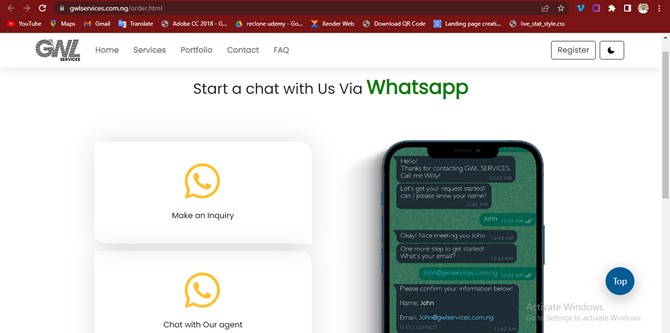 gwlservices.com.ng/order.html
YouTube Maps Gmail Translate Adobe CC 2018 - G... reclone udemy - Go... Xender Web Download QR Code Landing page creati... live_stat_style.css
GWL
SERVICES
Home Services Portfolio Contact FAQ Register
Start a chat with Us Via Whatsapp
Make an Inquiry
Chat with Our agent
Hello!
Thanks for contacting GWL SERVICES,
Call me Willy!
12:42 AM
Let's get your request started!
can I please know your name?
12:42 AM
John 12:42 AM
Okay! Nice meeting you John
12:42 AM
One more step to get started!
What's your email?
12:42 AM
John@gwlservices.com.ng 12:42 AM
Please confirm your information below!
Name: John
Email: John@gwlservices.com.ng
Is this correct?
Top
Activate Windows
Go to Settings to activate Windows.